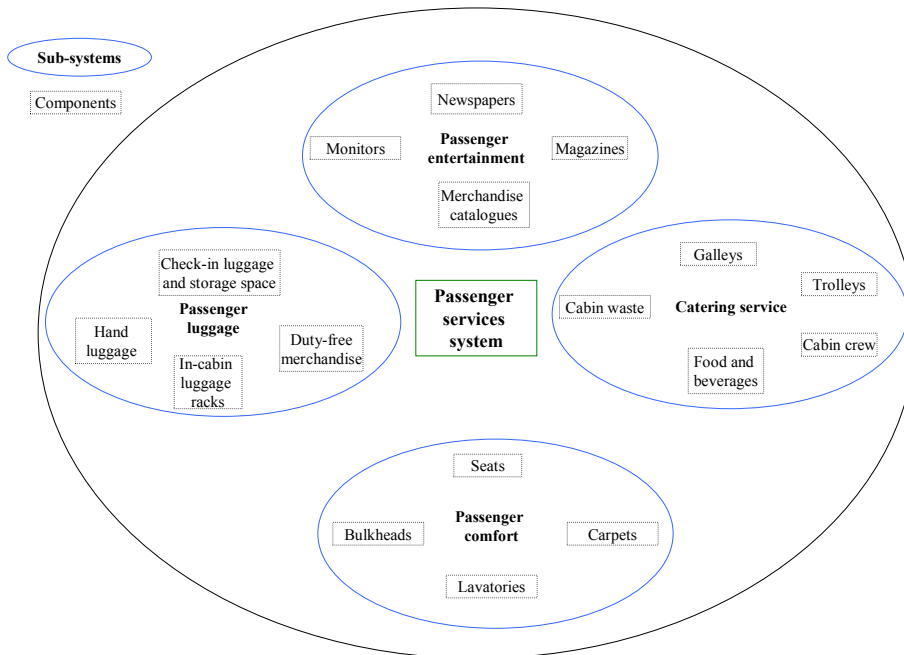 Sub-systems
Components
Newspapers
Monitors
Passenger
entertainment
Magazines
Merchandise
catalogues
Check-in luggage
and storage space
Passenger
luggage
Hand
luggage
Duty-free
merchandise
In-cabin
luggage
racks
Passenger
services
system
Galleys
Trolleys
Cabin waste
Catering service
Cabin crew
Food and
beverages
Seats
Bulkheads
Passenger
comfort
Carpets
Lavatories